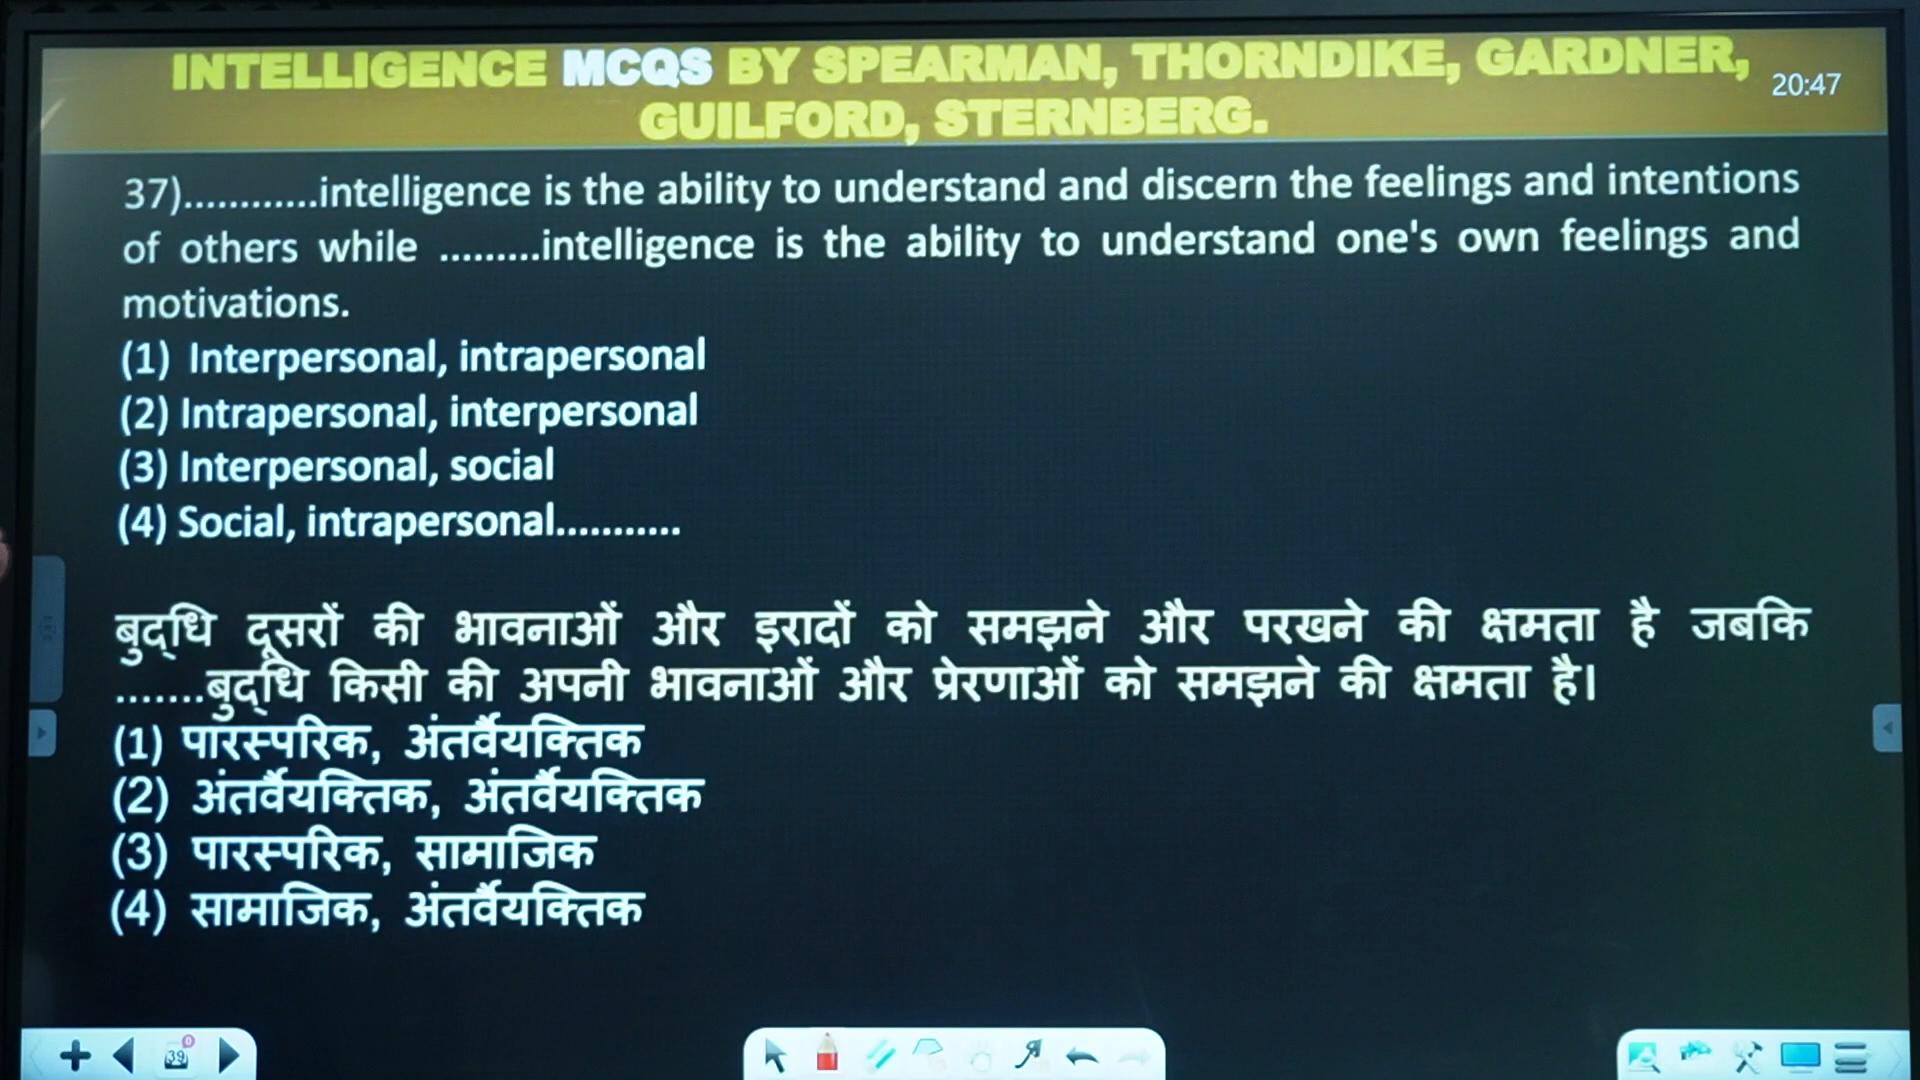 INTELLIGENCE MCQS BY SPEARMAN, THORNDIKE, GARDNER,
GUILFORD, STERNBERG.
20:47
37)............intelligence is the ability to understand and discern the feelings and intentions
of others while .........intelligence is the ability to understand one's own feelings and
motivations.
(1) Interpersonal, intrapersonal
(2) Intrapersonal, interpersonal
(3) Interpersonal, social
(4) Social, intrapersonal...........
बुद्धि दूसरों की भावनाओं और इरादों को समझने और परखने की क्षमता है जबकि
.......बुद्धि किसी की अपनी भावनाओं और प्रेरणाओं को समझने की क्षमता है।
(1) पारस्परिक, अंतर्वैयक्तिक
(2) अंतर्वैयक्तिक, अंतर्वैयक्तिक
(3) पारस्परिक, सामाजिक
(4) सामाजिक, अंतर्वैयक्तिक
39
0